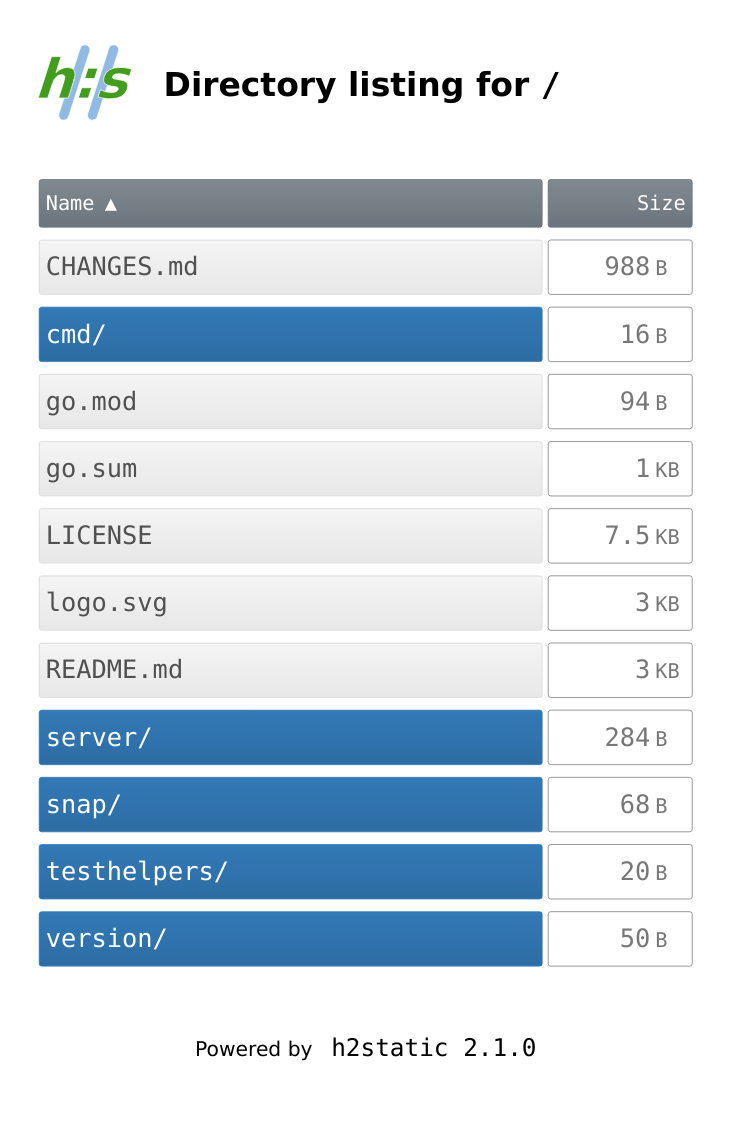 h:s
Directory listing for /
Name ▲ Size
CHANGES.md 988 B
cmd/ 16 B
go.mod 94 B
go.sum 1 KB
LICENSE 7.5 KB
logo.svg 3 KB
README.md 3 KB
server/ 284 B
snap/ 68 B
testhelpers/ 20 B
version/ 50 B
Powered by h2static 2.1.0